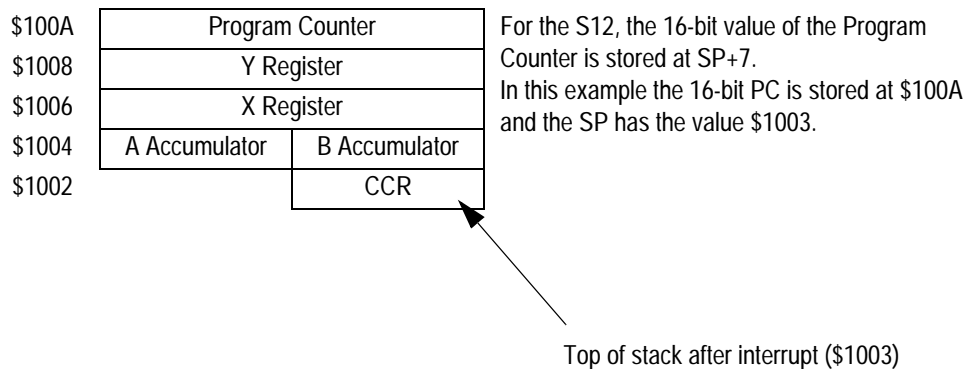 $100A Program Counter
$1008 Y Register
$1006 X Register
$1004 A Accumulator B Accumulator
$1002 CCR
For the S12, the 16-bit value of the Program
Counter is stored at SP+7.
In this example the 16-bit PC is stored at $100A
and the SP has the value $1003.
Top of stack after interrupt ($1003)